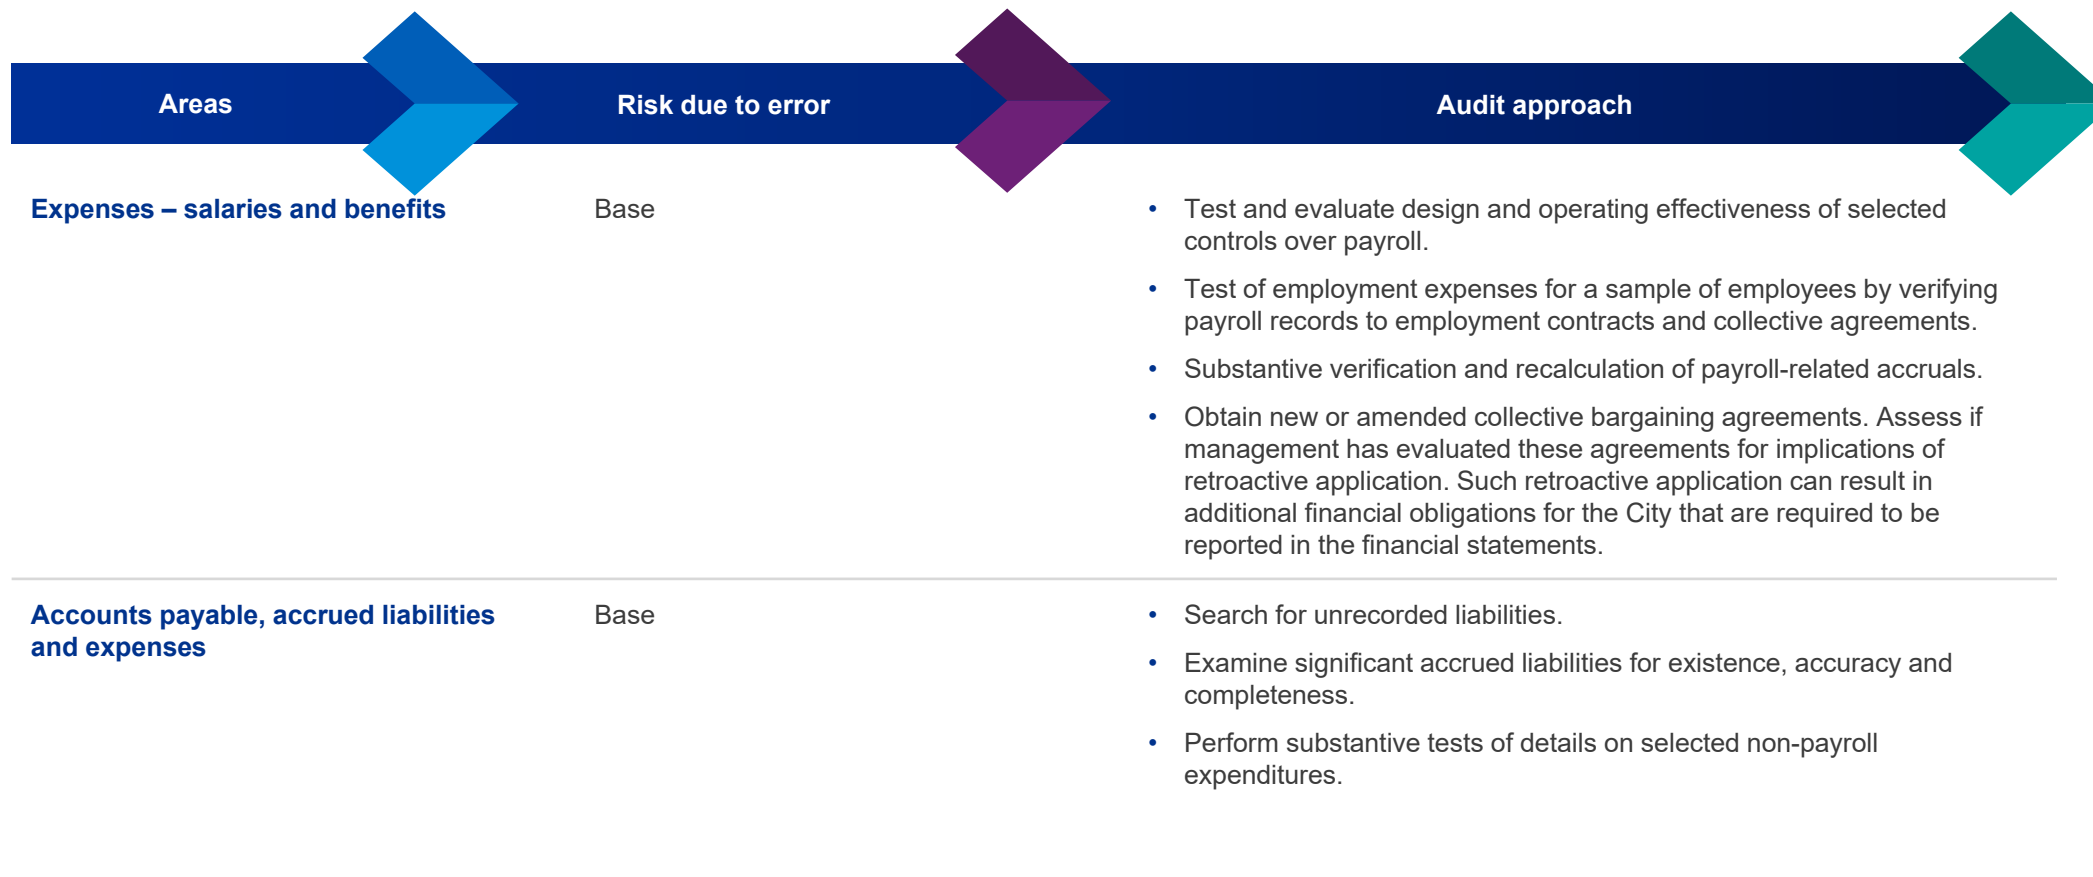 Areas
Risk due to error
Audit approach
Expenses – salaries and benefits
Base
• Test and evaluate design and operating effectiveness of selected
controls over payroll.
• Test of employment expenses for a sample of employees by verifying
payroll records to employment contracts and collective agreements.
• Substantive verification and recalculation of payroll-related accruals.
• Obtain new or amended collective bargaining agreements. Assess if
management has evaluated these agreements for implications of
retroactive application. Such retroactive application can result in
additional financial obligations for the City that are required to be
reported in the financial statements.
Accounts payable, accrued liabilities
and expenses
Base
• Search for unrecorded liabilities.
• Examine significant accrued liabilities for existence, accuracy and
completeness.
• Perform substantive tests of details on selected non-payroll
expenditures.